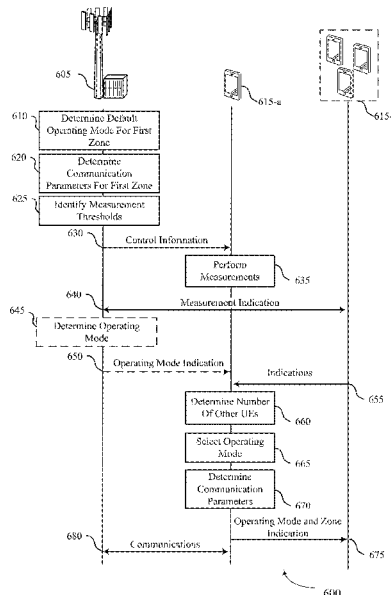 605
615-a
615-
610
Determine Default
Operating Mode For First
Zone
620
Determine
Communication
Parameters For First Zone
625
Identify Measurement
Thresholds
630
Control Information
Perform
Measurements
635
640
Measurement Indication
645
Determine Operating
Mode
650
Operating Mode Indication
Indications
655
Determine Number
Of Other UEs
660
Select Operating
Mode
665
Determine
Communication
Parameters
670
Operating Mode and Zone
Indication
675
680
Communications
600